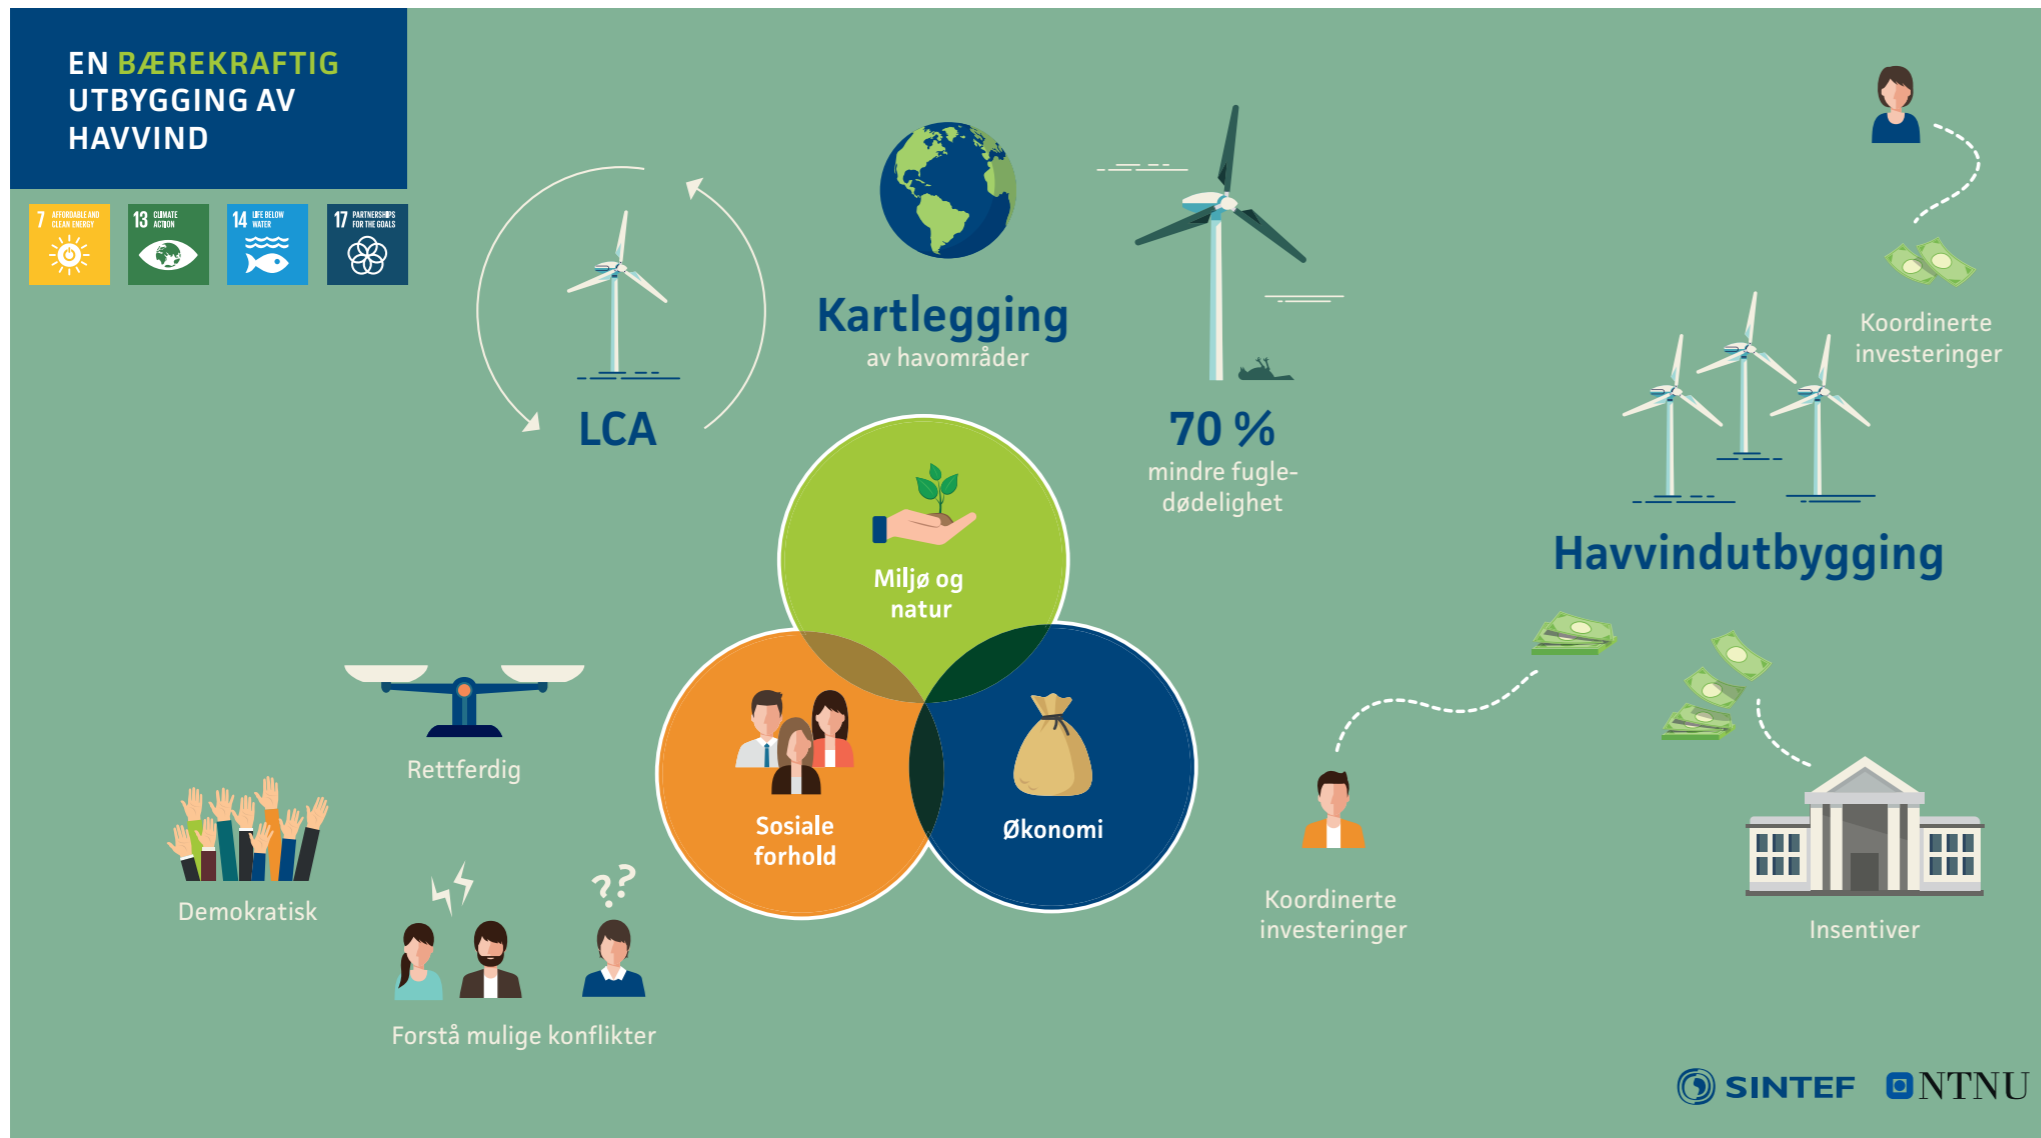 EN BÆREKRAFTIG
UTBYGGING AV
HAVVIND
7 AFFORDABLE AND
CLEAN ENERGY
13 CLIMATE
ACTION
14 LIFE BELOW
WATER
17 PARTNERSHIPS
FOR THE GOALS
LCA
Kartlegging
av havområder
70 %
mindre fugle-
dødelighet
Koordinerte
investeringer
Havvindutbygging
Miljø og
natur
Sosiale
forhold
Økonomi
Rettferdig
Demokratisk
Forstå mulige konflikter
??
Koordinerte
investeringer
Insentiver
SINTEF
NTNU